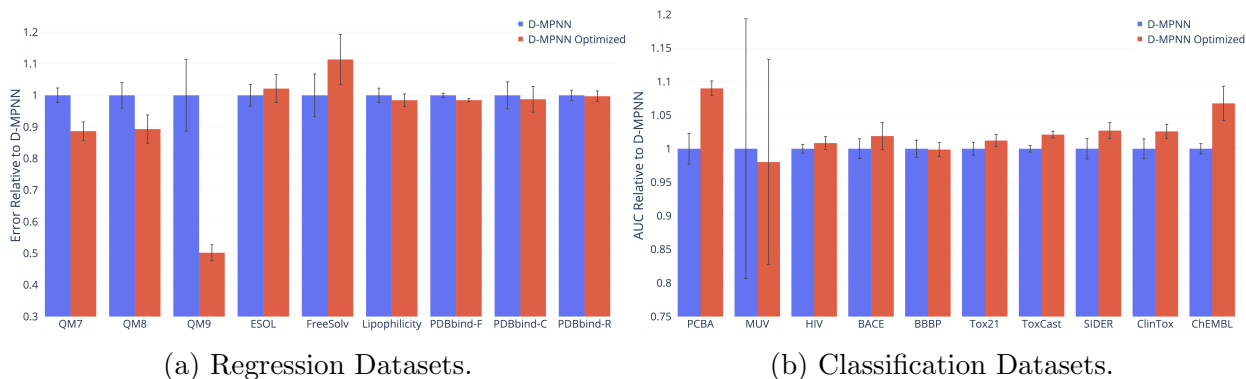 D-MPNN
D-MPNN Optimized
Error Relative to D-MPNN
1.2
1.1
1
0.9
0.8
0.7
0.6
0.5
0.4
0.3
QM7 QM8 QM9 ESOL FreeSolv Lipophilicity PDBbind-F PDBbind-C PDBbind-R
(a) Regression Datasets.
D-MPNN
D-MPNN Optimized
AUC Relative to D-MPNN
1.2
1.15
1.1
1.05
1
0.95
0.9
0.85
0.8
0.75
PCBA MUV HIV BACE BBBP Tox21 ToxCast SIDER ClinTox ChEMBL
(b) Classification Datasets.